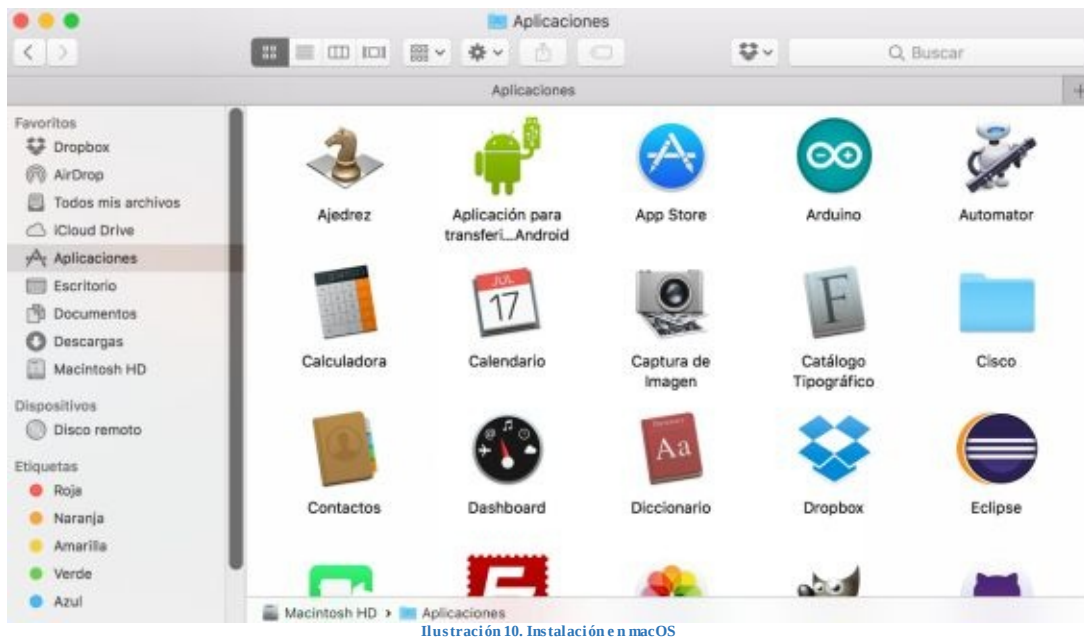 Aplicaciones
Buscar
Aplicaciones
Favoritos
Dropbox
AirDrop
Todos mis archivos
iCloud Drive
Aplicaciones
Escritorio
Documentos
Descargas
Macintosh HD
Dispositivos
Disco remoto
Etiquetas
Roja
Naranja
Amarilla
Verde
Azul
Ajedrez
Aplicación para
transferi...Android
App Store
Arduino
Automator
JUL
17
F
Calculadora
Calendario
Captura de
Imagen
Catálogo
Tipográfico
Cisco
Aa
Contactos
Dashboard
Diccionario
Dropbox
Eclipse
Macintosh HD
Aplicaciones
Ilustración 10. Instalación en macOS